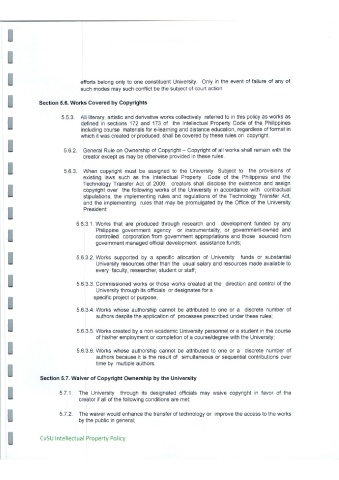 efforts belong only to one constituent University. Only in the event of failure of any of
such modes may such conflict be the subject of court action.
Section 5.6. Works Covered by Copyrights
5.5.3. All literary, artistic and derivative works collectively referred to in this policy as works as
defined in sections 172 and 173 of the Intellectual Property Code of the Philippines
including course materials for e-learning and distance education, regardless of format in
which it was created or produced, shall be covered by these rules on copyright.
5.6.2. General Rule on Ownership of Copyright – Copyright of all works shall remain with the
creator except as may be otherwise provided in these rules.
5.6.3. When copyright must be assigned to the University. Subject to the provisions of
existing laws such as the Intellectual Property Code of the Philippines and the
Technology Transfer Act of 2009, creators shall disclose the existence and assign
copyright over the following works of the University in accordance with contractual
stipulations, the implementing rules and regulations of the Technology Transfer Act,
and the implementing rules that may be promulgated by the Office of the University
President:
5.5.3.1. Works that are produced through research and development funded by any
Philippine government agency or instrumentality, or government-owned and
controlled corporation from government appropriations and those sourced from
government managed official development assistance funds;
5.6.3.2. Works supported by a specific allocation of University funds or substantial
University resources other than the usual salary and resources made available to
every faculty, researcher, student or staff;
5.6.3.3. Commissioned works or those works created at the direction and control of the
University through its officials or designates for a
specific project or purpose;
5.6.3.4. Works whose authorship cannot be attributed to one or a discrete number of
authors despite the application of processes prescribed under these rules;
5.6.3.5. Works created by a non-academic University personnel or a student in the course
of his/her employment or completion of a course/degree with the University;
5.6.3.6. Works whose authorship cannot be attributed to one or a discrete number of
authors because it is the result of simultaneous or sequential contributions over
time by multiple authors.
Section 5.7. Waiver of Copyright Ownership by the University
5.7.1. The University through its designated officials may waive copyright in favor of the
creator if all of the following conditions are met:
5.7.2. The waiver would enhance the transfer of technology or improve the access to the works
by the public in general;
CvSU Intellectual Property Policy